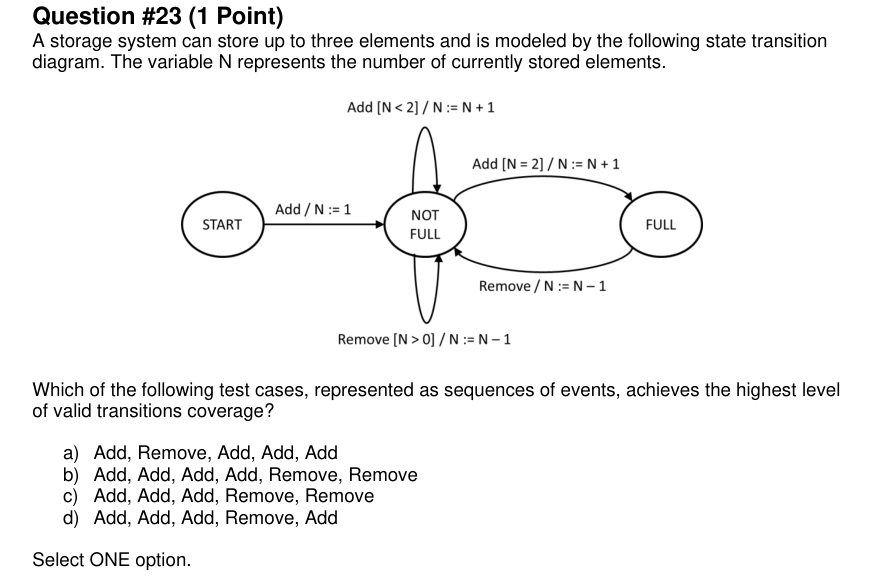 Question #23 (1 Point)
A storage system can store up to three elements and is modeled by the following state transition
diagram. The variable N represents the number of currently stored elements.
Add [N < 2] / N := N + 1
Add [N = 2] / N := N + 1
Add / N := 1
START
NOT
FULL
FULL
Remove / N := N – 1
Remove [N > 0] / N := N – 1
Which of the following test cases, represented as sequences of events, achieves the highest level
of valid transitions coverage?
a) Add, Remove, Add, Add, Add
b) Add, Add, Add, Add, Remove, Remove
c) Add, Add, Add, Remove, Remove
d) Add, Add, Add, Remove, Add
Select ONE option.